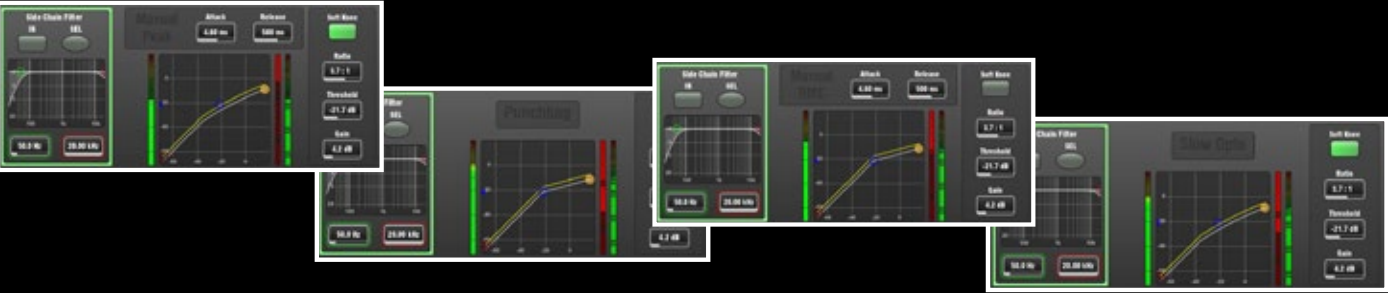 Side Chain Filter
IN SEL
Manual
Peak
Attack
4.00 ms
Release
500 ms
Soft Knee
Ratio
3.7 : 1
Threshold
-21.7 dB
Gain
4.2 dB
50.0 Hz
20.00 kHz
Filter
SEL
Punchbag
50.0 Hz
20.00 kHz
4.2 dB
Side Chain Filter
IN SEL
Manual
RMS
Attack
4.00 ms
Release
500 ms
Soft Knee
Ratio
3.7 : 1
Threshold
-21.7 dB
Gain
4.2 dB
50.0 Hz
20.00 kHz
Chain Filter
SEL
Slow Opto
Soft Knee
Ratio
3.7 : 1
Threshold
-21.7 dB
Gain
4.2 dB
50.0 Hz
20.00 kHz